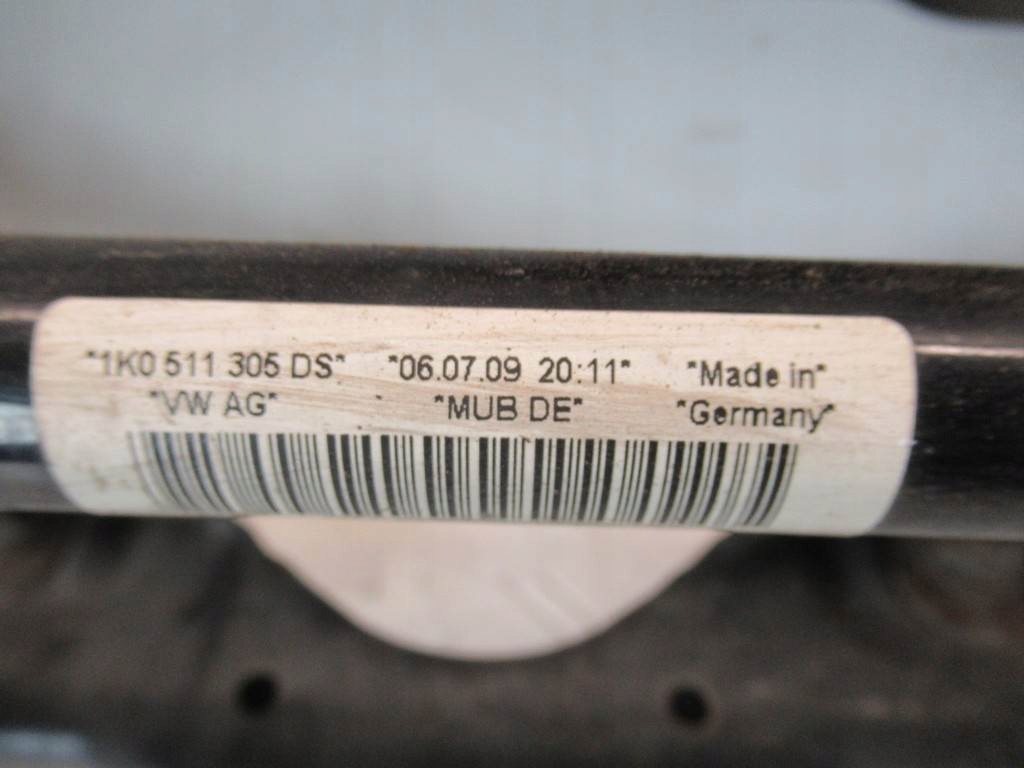 "1K0 511 305 DS" "06.07.09 20:11" "Made in"
"VW AG" "MUB DE" "Germany"